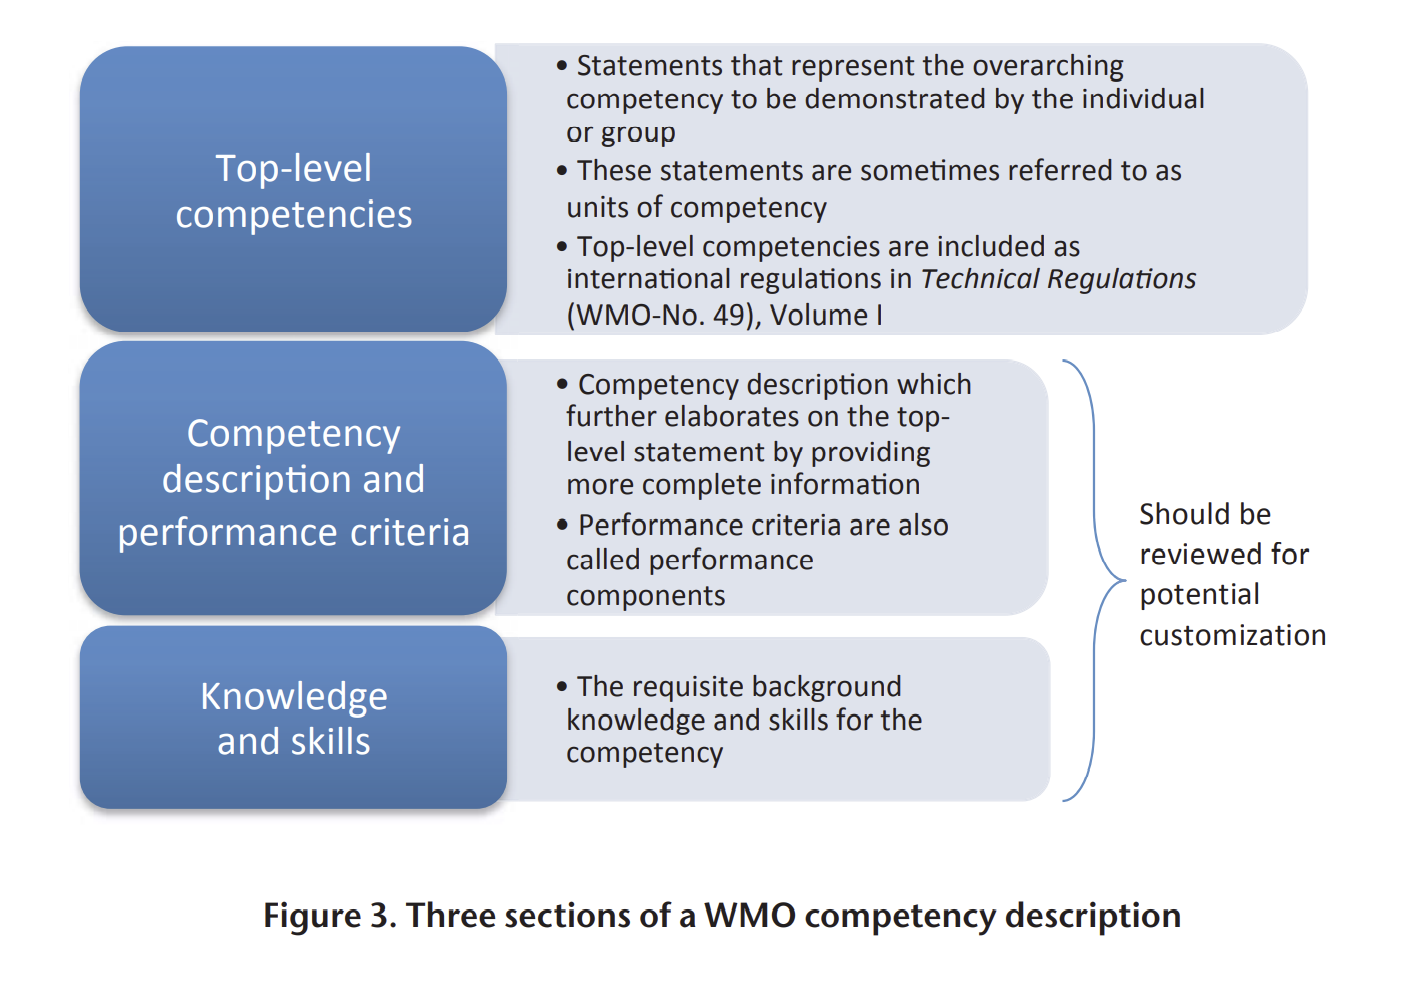 Top-level
competencies
• Statements that represent the overarching
competency to be demonstrated by the individual
or group
• These statements are sometimes referred to as
units of competency
• Top-level competencies are included as
international regulations in Technical Regulations
(WMO-No. 49), Volume I
Competency
description and
performance criteria
• Competency description which
further elaborates on the top-
level statement by providing
more complete information
• Performance criteria are also
called performance
components
Knowledge
and skills
• The requisite background
knowledge and skills for the
competency
Should be
reviewed for
potential
customization
Figure 3. Three sections of a WMO competency description